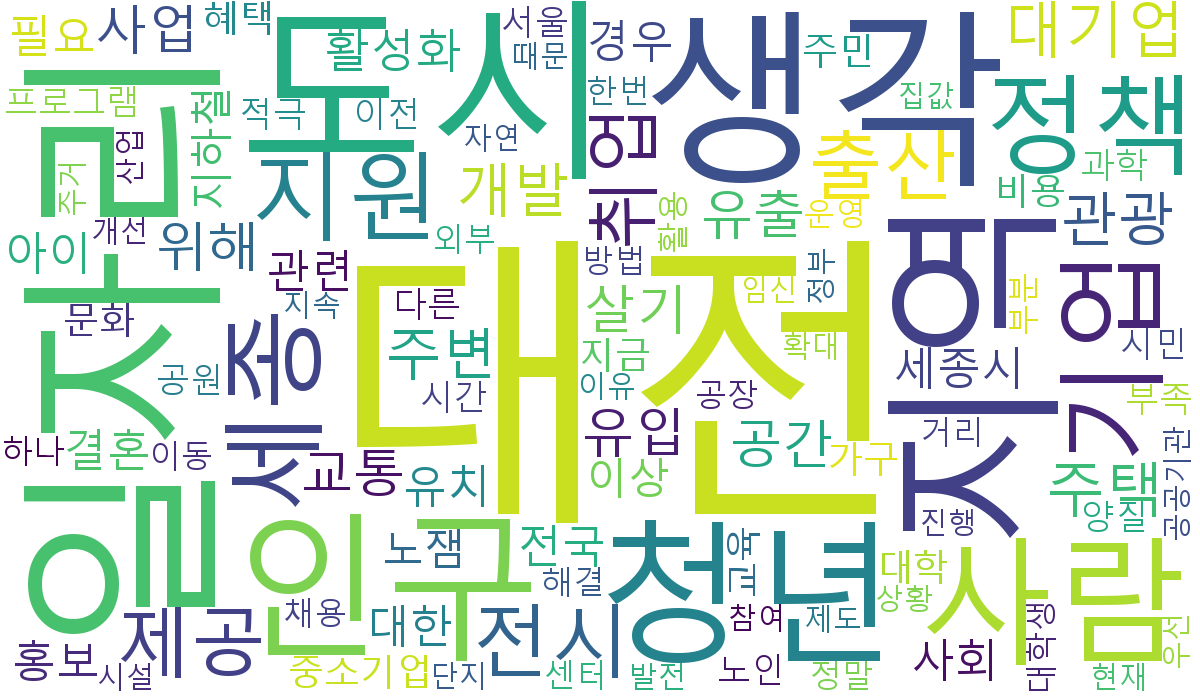 필요
사업
혜택
도시
활성화
서울
때문
경우
생각
주민
대기업
프로그램
지하철
적극
이전
자연
한번
집값
정책
일자리
산업
주거
지원
개발
취업
활용
유출
출산
운영
비용
과학
관광
아이
개선
위해
외부
관련
지속
다른
방법
정부
임신
지역
부분
기업
문화
세종
대전
살기
주변
지금
확대
세종시
시민
공원
시간
이유
공장
부족
하나
결혼
이동
교통
유치
유입
이상
공간
가구
거리
주택
양질
공공기관
인구
노잼
전국
해결
청년
교육
진행
대학
상황
사람
홍보
시설
제공
채용
대한
중소기업
단지
전시
센터
발전
참여
노인
제도
정말
사회
대학생
현재
우선